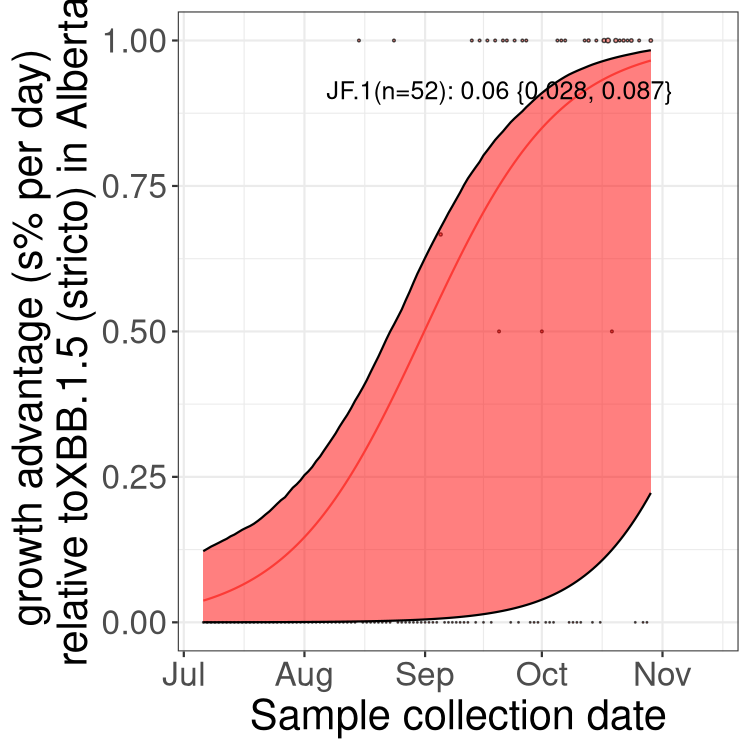 growth advantage (s% per day)
relative toXBB.1.5 (stricto) in Alberta
1.00
0.75
0.50
0.25
0.00
JF.1(n=52): 0.06 {0.028, 0.087}
Jul Aug Sep Oct Nov
Sample collection date